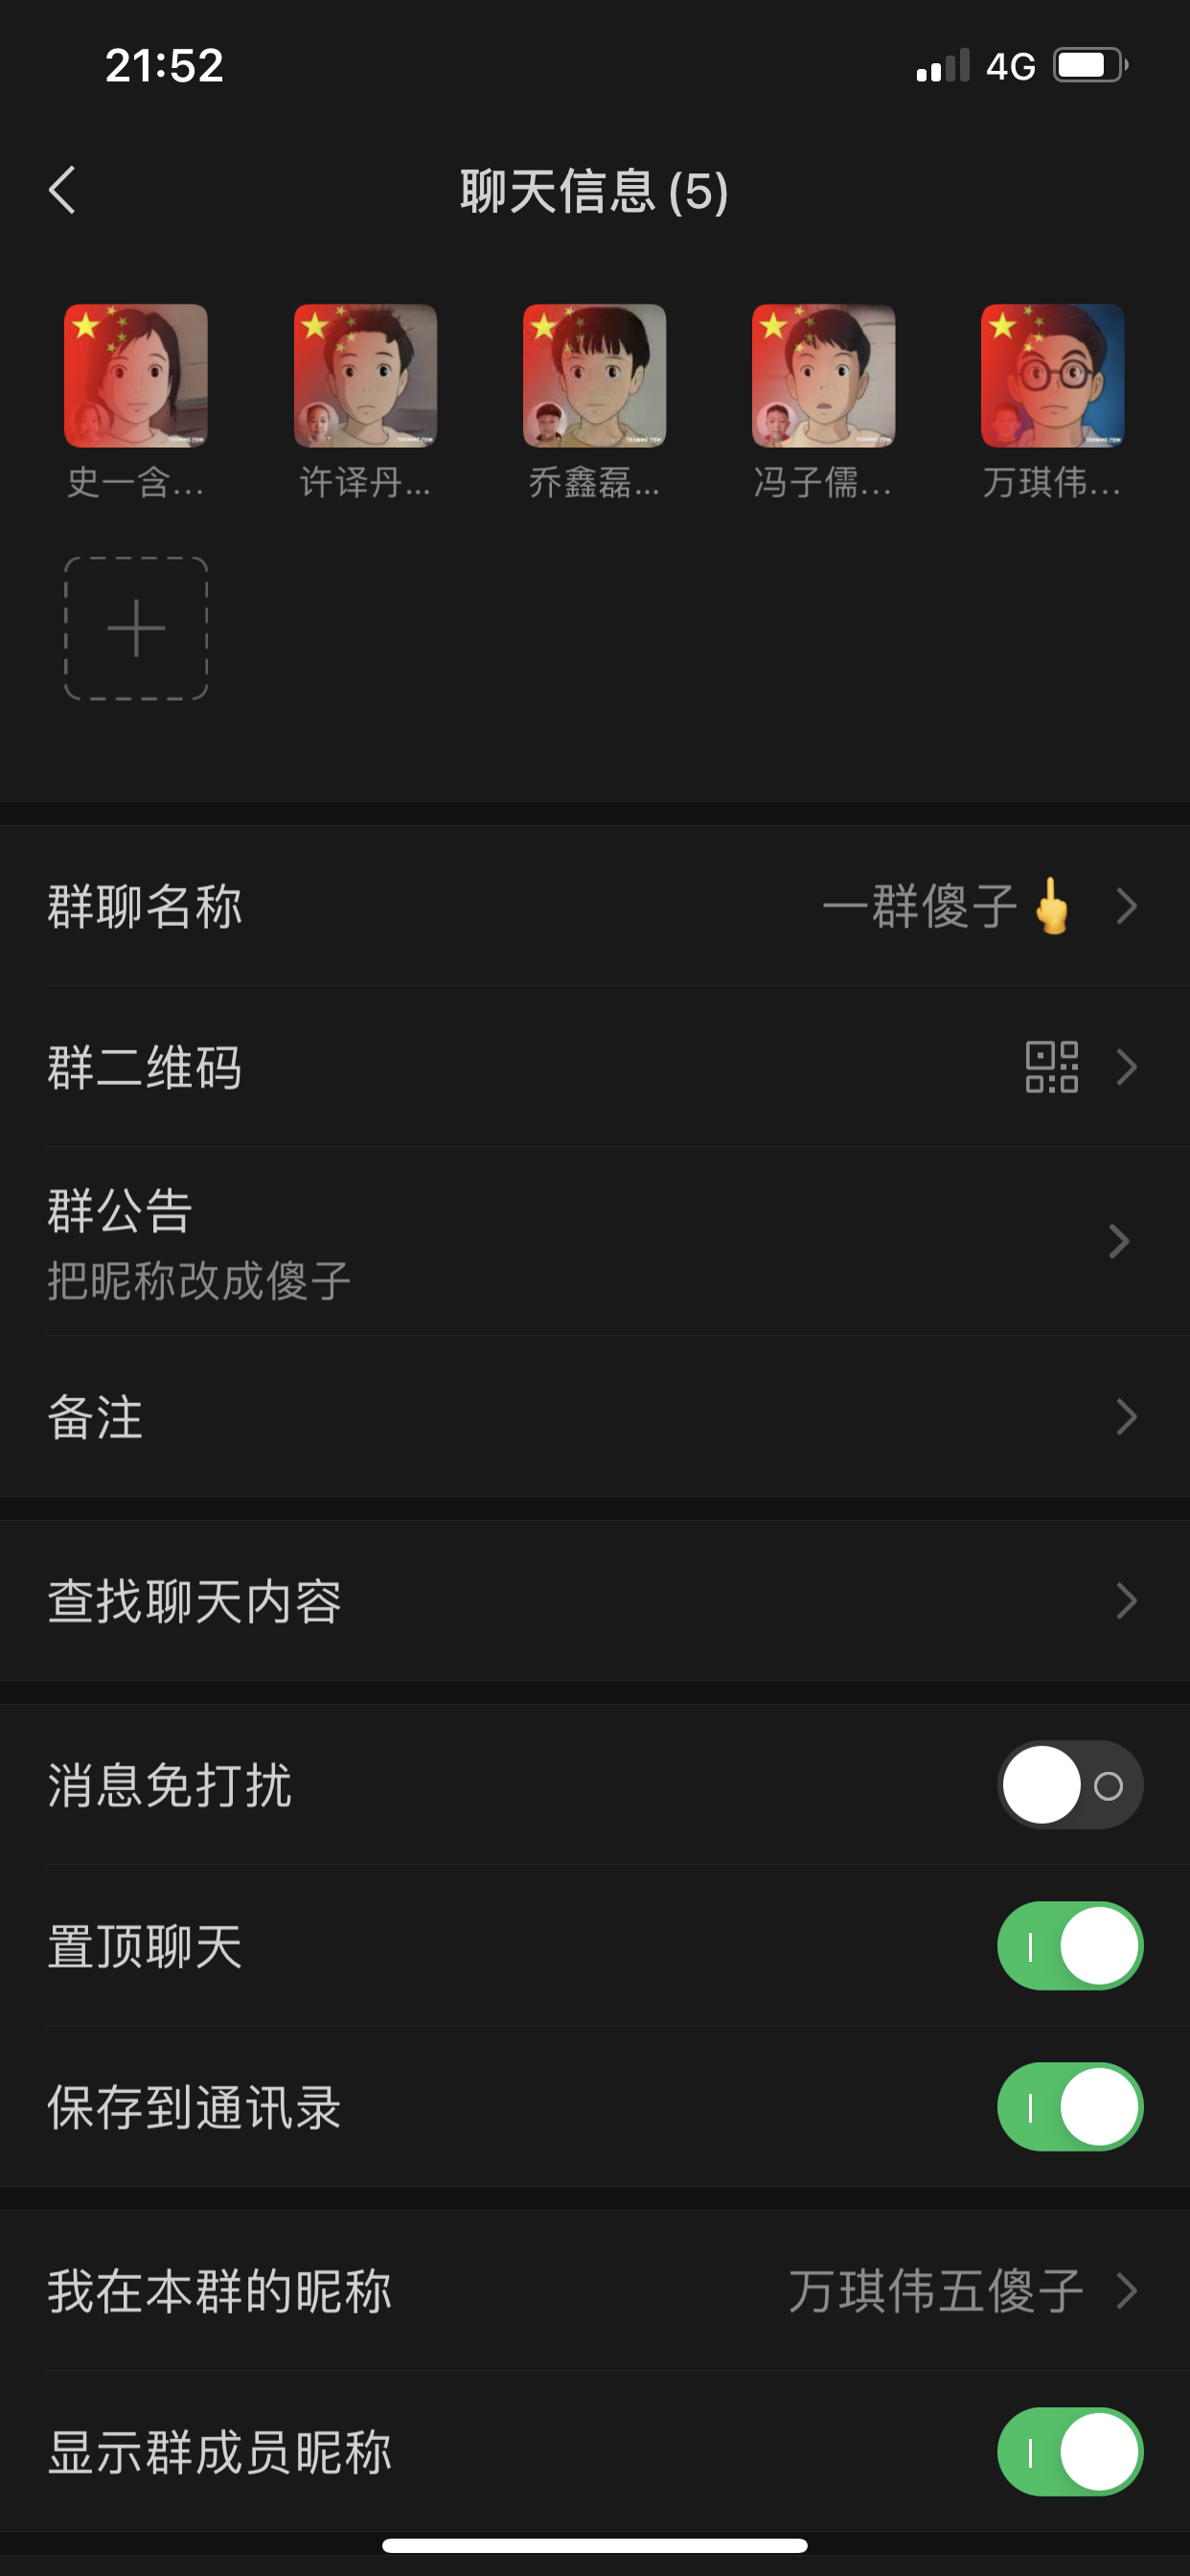 21:52
4G
聊天信息(5)
史一含...
许译丹...
乔鑫磊...
冯子儒...
万琪伟...
群聊名称
一群傻子🖕
群二维码
群公告
把昵称改成傻子
备注
查找聊天内容
消息免打扰
置顶聊天
保存到通讯录
我在本群的昵称
万琪伟五傻子
显示群成员昵称